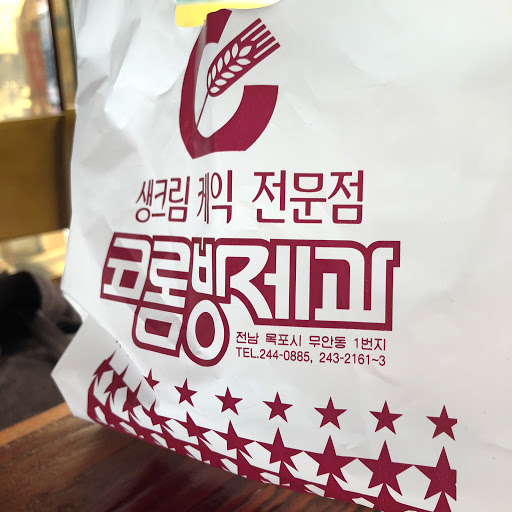 생크림 케익 전문점
코롬방제과
전남 목포시 무안동 1번지
TEL.244-0885, 243-2161~3